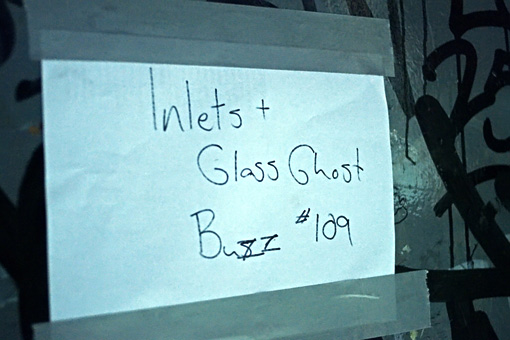 Inlets +
Glass Ghost
Buzz #109